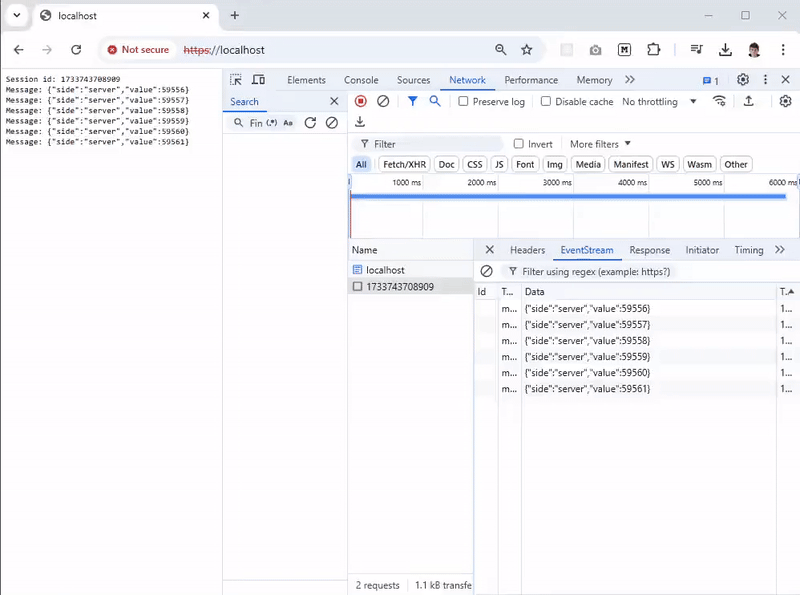 localhost
Not secure
https://localhost
Session id: 1733743708909
Message: {"side":"server","value":59556}
Message: {"side":"server","value":59557}
Message: {"side":"server","value":59558}
Message: {"side":"server","value":59559}
Message: {"side":"server","value":59560}
Message: {"side":"server","value":59561}
Elements Console Sources Network Performance Memory 1
Search
Fin (.*) Aa
Preserve log Disable cache No throttling
Filter Invert More filters
All Fetch/XHR Doc CSS JS Font Img Media Manifest WS Wasm Other
1000 ms 2000 ms 3000 ms 4000 ms 5000 ms 6000 ms
Name
localhost
1733743708909
Headers EventStream Response Initiator Timing
Filter using regex (example: https?)
Id T... Data T...
m... {"side":"server","value":59556} 1...
m... {"side":"server","value":59557} 1...
m... {"side":"server","value":59558} 1...
m... {"side":"server","value":59559} 1...
m... {"side":"server","value":59560} 1...
m... {"side":"server","value":59561} 1...
2 requests 1.1 kB transfe